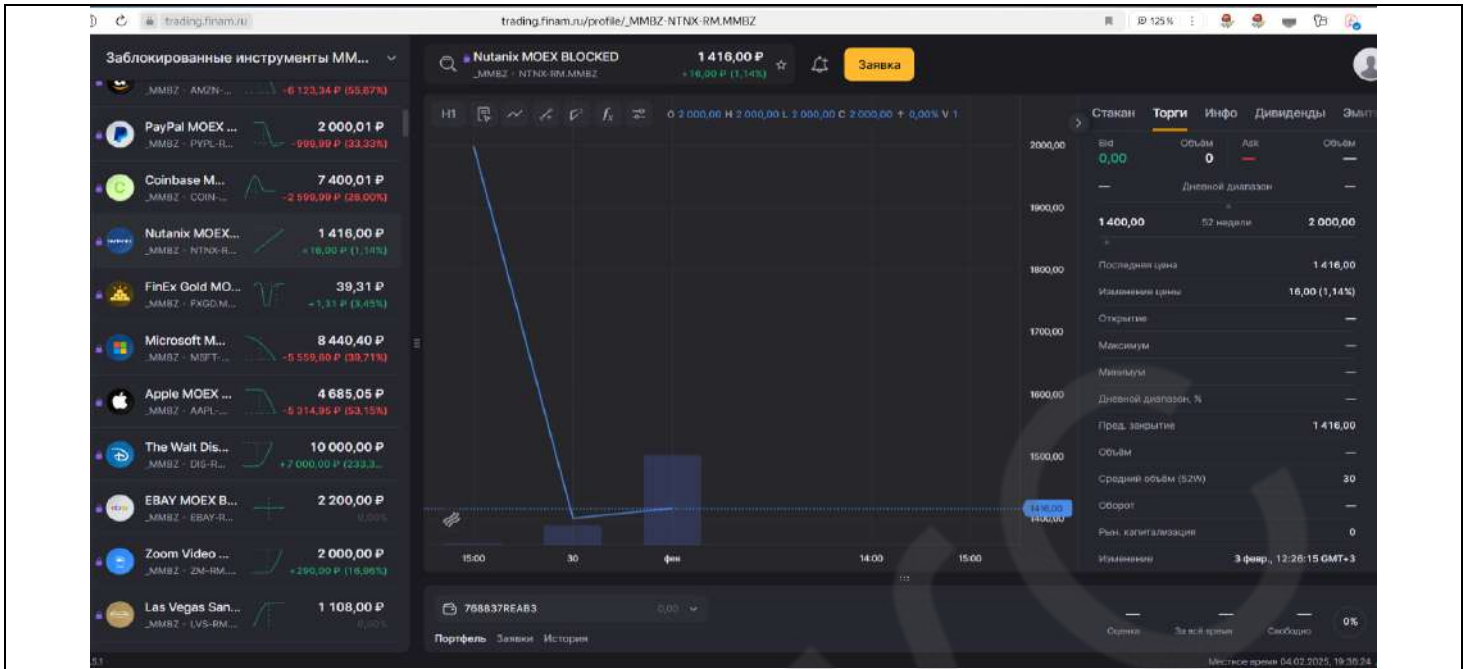 trading.finam.ru
trading.finam.ru/profile/_MMBZ-NTNX-RM.MMBZ
125 %
Заблокированные инструменты ММ...
_MMBZ · AMZN-...
-6 123,34 ₽ (55,67%)
PayPal MOEX ...
2 000,01 ₽
_MMBZ · PYPL-R...
-999,99 ₽ (33,33%)
Coinbase M...
7 400,01 ₽
_MMBZ · COIN-...
-2 599,99 ₽ (26,00%)
Nutanix MOEX...
1 416,00 ₽
_MMBZ · NTNX-R...
+16,00 ₽ (1,14%)
FinEx Gold MO...
39,31 ₽
_MMBZ · FXGD.M...
+1,31 ₽ (3,45%)
Microsoft M...
8 440,40 ₽
_MMBZ · MSFT-...
-5 559,60 ₽ (39,71%)
Apple MOEX ...
4 685,05 ₽
_MMBZ · AAPL-...
-5 314,95 ₽ (53,15%)
The Walt Dis...
10 000,00 ₽
_MMBZ · DIS-R...
+7 000,00 ₽ (233,3...
EBAY MOEX B...
2 200,00 ₽
_MMBZ · EBAY-R...
0,00%
Zoom Video ...
2 000,00 ₽
_MMBZ · ZM-RM....
+290,00 ₽ (16,96%)
Las Vegas San...
1 108,00 ₽
_MMBZ · LVS-RM....
0,00%
Nutanix MOEX BLOCKED
1 416,00 ₽
_MMBZ · NTNX-RM.MMBZ
+16,00 ₽ (1,14%)
Заявка
H1
O 2 000,00 H 2 000,00 L 2 000,00 C 2 000,00 ↑ 0,00% V 1
2000,00
1900,00
1800,00
1700,00
1600,00
1500,00
1416,00
1400,00
15:00
30
фев
14:00
15:00
Стакан Торги Инфо Дивиденды
Bid Объём Ask Объём
0,00 0 — —
— Дневной диапазон —
1 400,00 52 недели 2 000,00
Последняя цена 1 416,00
Изменение цены 16,00 (1,14%)
Открытие —
Максимум —
Минимум —
Дневной диапазон, % —
Пред. закрытие 1 416,00
Объём —
Средний объём (52W) 30
Оборот —
Рын. капитализация 0
Изменение 3 февр., 12:26:15 GMT+3
768837REAB3
0,00
Портфель Заявки История
— — —
Оценка За всё время Свободно
0%
5.1
Местное время 04.02.2025, 19:30:24